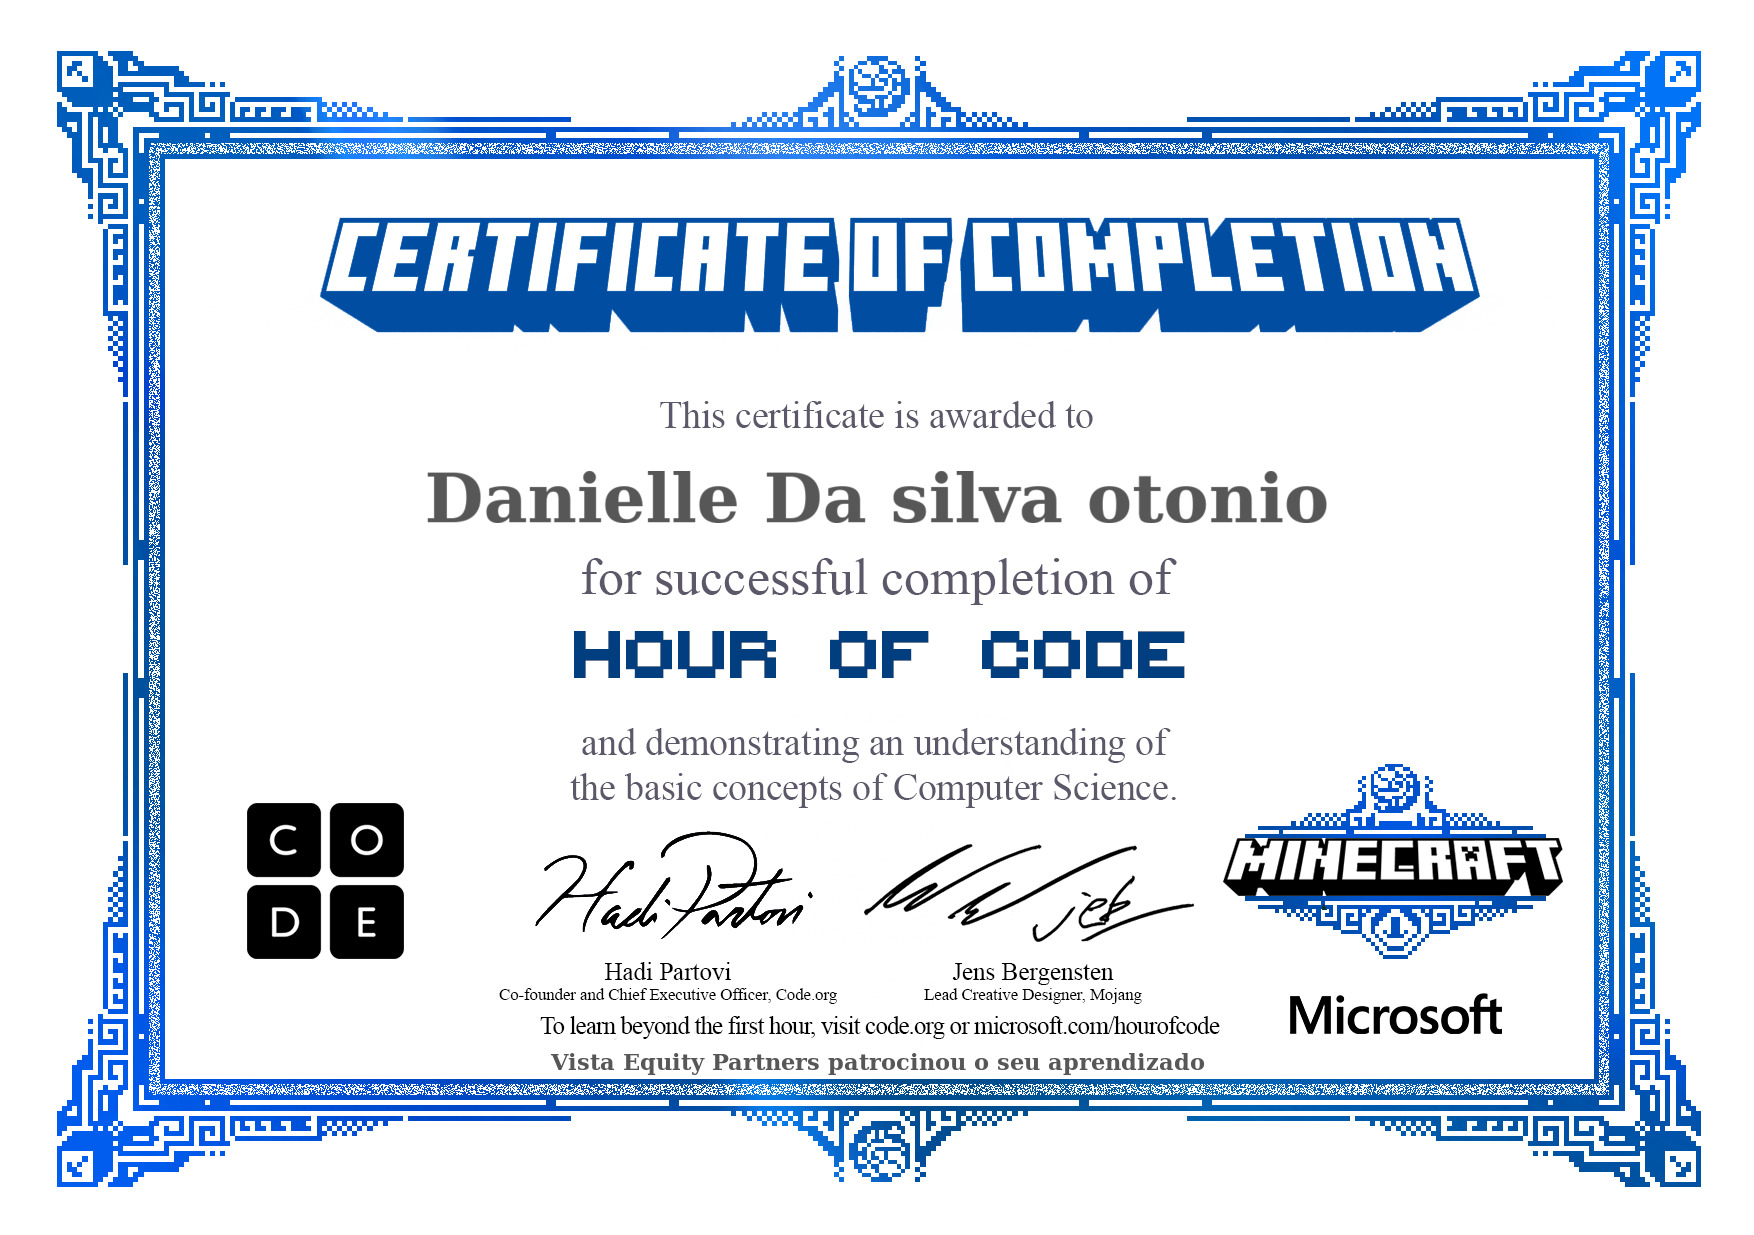 CERTIFICATE OF COMPLETION
This certificate is awarded to
Danielle Da silva otonio
for successful completion of
HOUR OF CODE
and demonstrating an understanding of
the basic concepts of Computer Science.
C O
D E
Hadi Partovi
jeb
MINECRAFT
Hadi Partovi
Co-founder and Chief Executive Officer, Code.org
Jens Bergensten
Lead Creative Designer, Mojang
Microsoft
To learn beyond the first hour, visit code.org or microsoft.com/hourofcode
Vista Equity Partners patrocinou o seu aprendizado